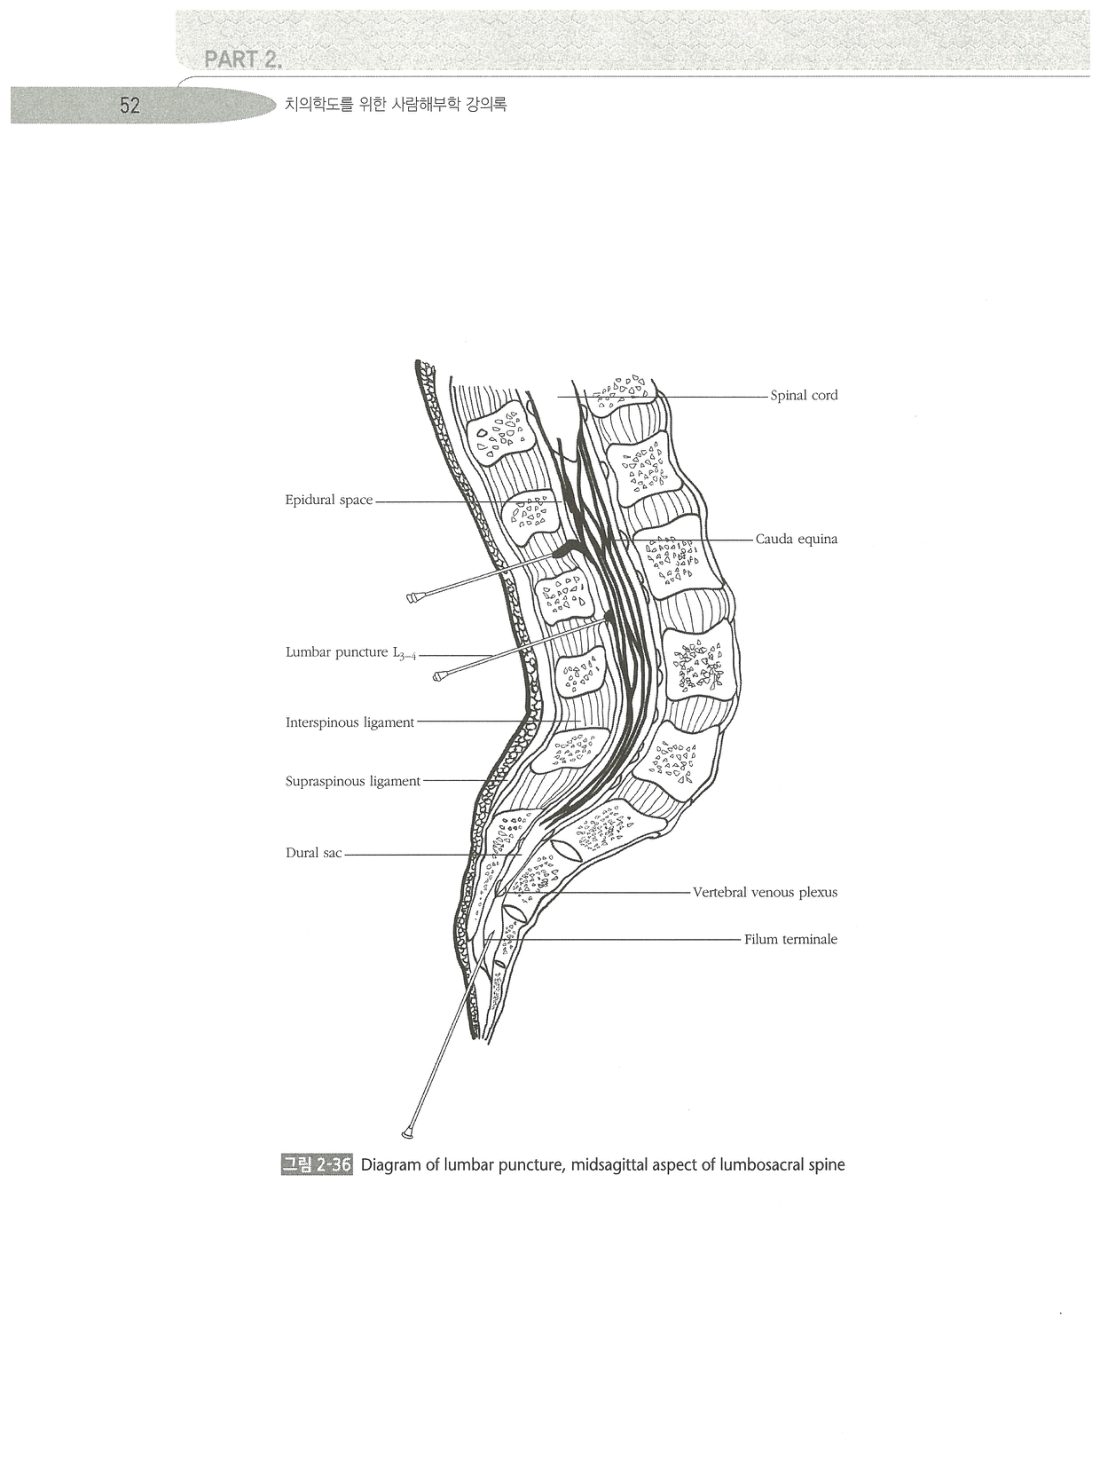 PART 2.
52
치의학도를 위한 사람해부학 강의록
Spinal cord
Epidural space
Cauda equina
Lumbar puncture L3–4
Interspinous ligament
Supraspinous ligament
Dural sac
Vertebral venous plexus
Filum terminale
그림 2-36 Diagram of lumbar puncture, midsagittal aspect of lumbosacral spine